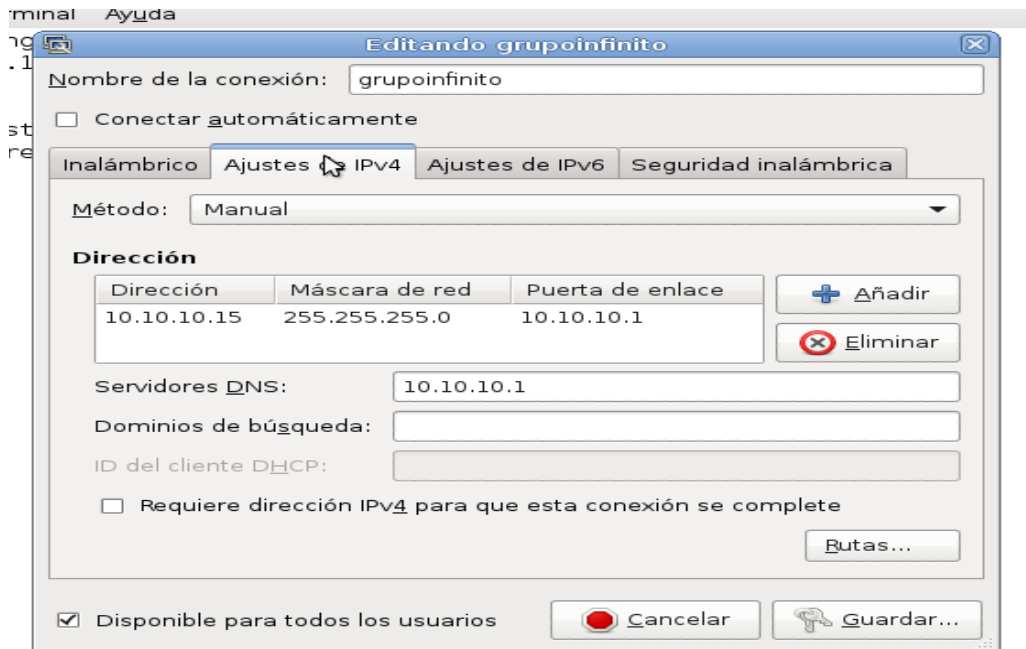 Ayuda
Editando grupoinfinito
Nombre de la conexión: grupoinfinito
Conectar automáticamente
Inalámbrico Ajustes de IPv4 Ajustes de IPv6 Seguridad inalámbrica
Método: Manual
Dirección
Dirección Máscara de red Puerta de enlace
10.10.10.15 255.255.255.0 10.10.10.1
Añadir
Eliminar
Servidores DNS: 10.10.10.1
Dominios de búsqueda:
ID del cliente DHCP:
Requiere dirección IPv4 para que esta conexión se complete
Rutas...
Disponible para todos los usuarios Cancelar Guardar...